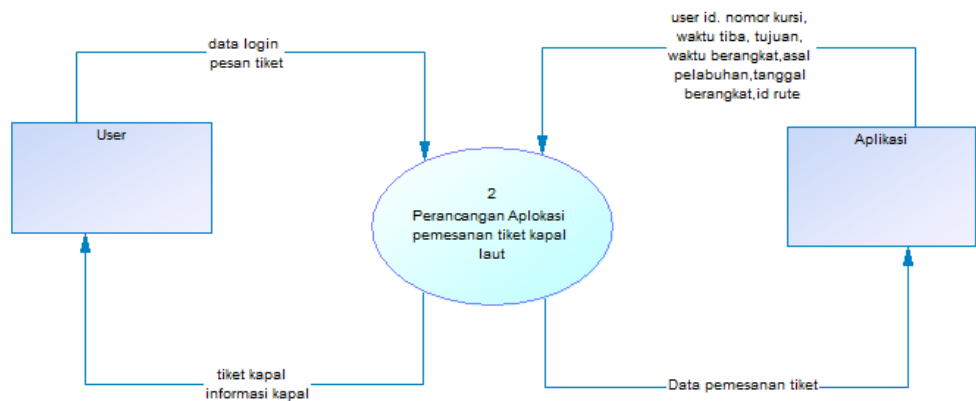 data login
pesan tiket
user id. nomor kursi,
waktu tiba, tujuan,
waktu berangkat,asal
pelabuhan,tanggal
berangkat,id rute
User
Aplikasi
2
Perancangan Aplokasi
pemesanan tiket kapal
laut
tiket kapal
informasi kapal
Data pemesanan tiket